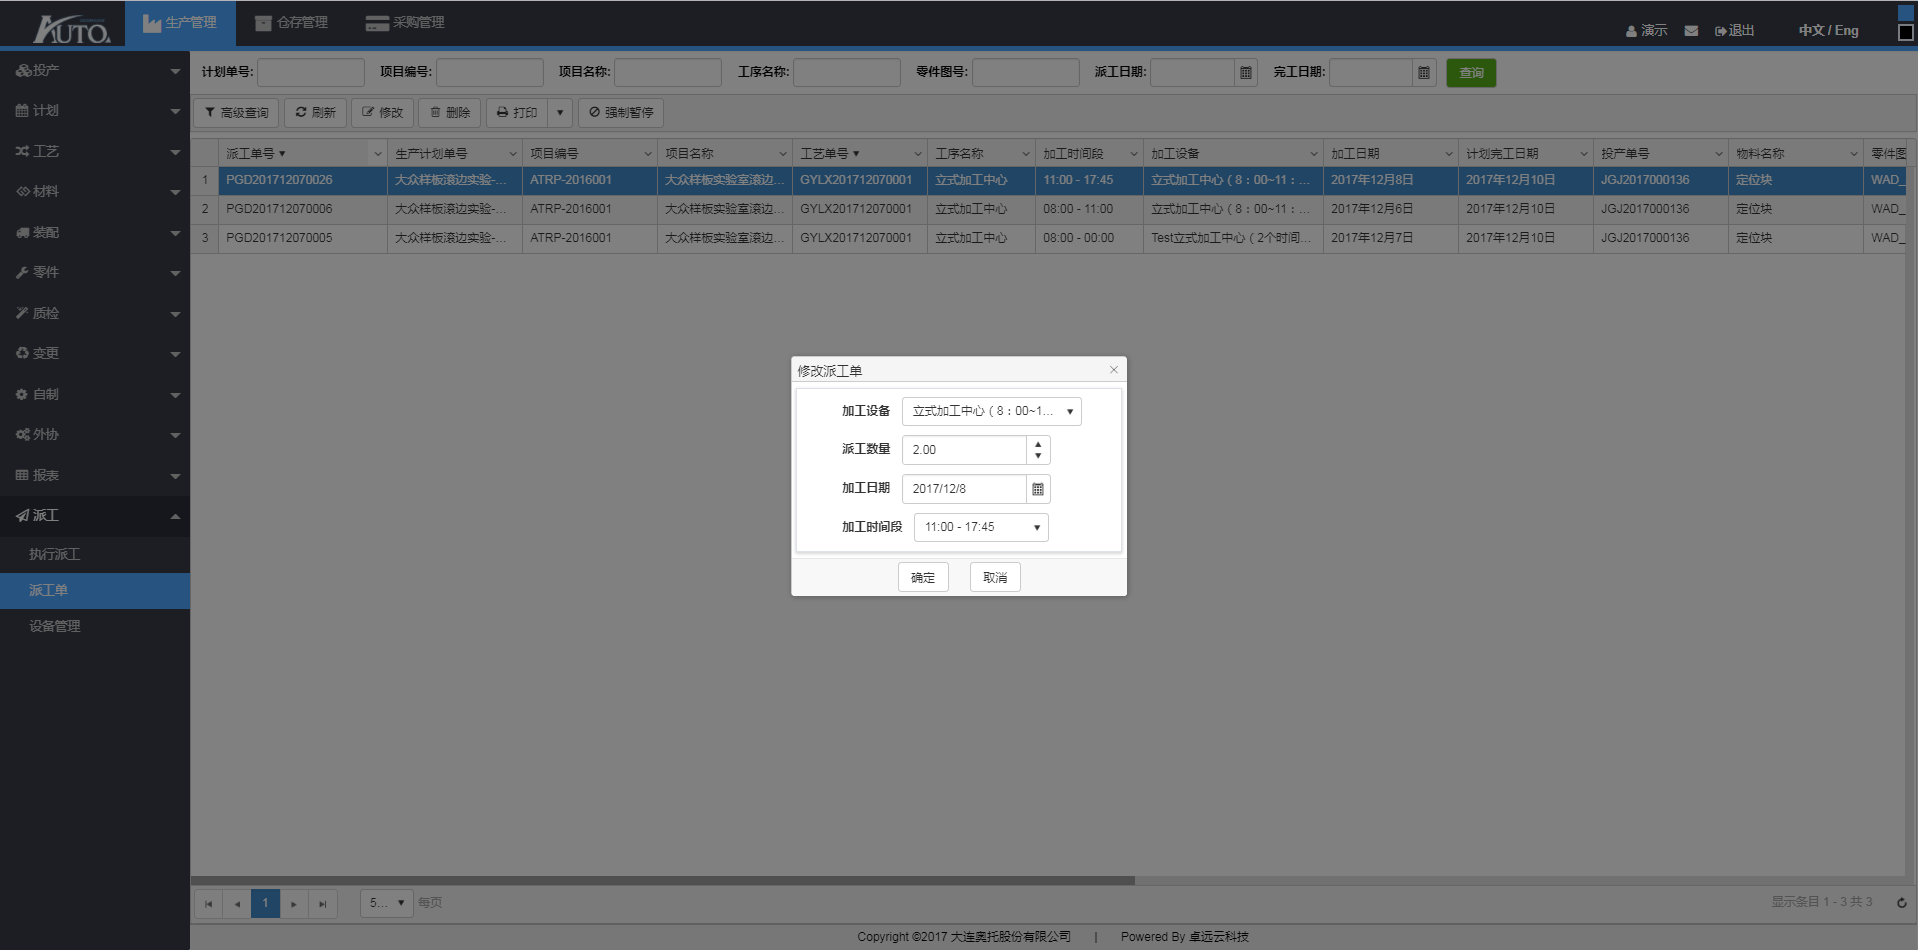 AUTO. 生产管理 仓存管理 采购管理 演示 退出 中文 / Eng
计划单号: 项目编号: 项目名称: 工序名称: 零件图号: 派工日期: 完工日期: 查询
高级查询 刷新 修改 删除 打印 强制暂停
投产
计划
工艺
材料
装配
零件
质检
变更
自制
外协
报表
派工
执行派工
派工单
设备管理
派工单号 生产计划单号 项目编号 项目名称 工艺单号 工序名称 加工时间段 加工设备 加工日期 计划完工日期 投产单号 物料名称 零件图
1 PGD201712070026 大众样板滚边实验-... ATRP-2016001 大众样板实验室滚边... GYLX201712070001 立式加工中心 11:00 - 17:45 立式加工中心（8：00~11：... 2017年12月8日 2017年12月10日 JGJ2017000136 定位块 WAD_
2 PGD201712070006 大众样板滚边实验-... ATRP-2016001 大众样板实验室滚边... GYLX201712070001 立式加工中心 08:00 - 11:00 立式加工中心（8：00~11：... 2017年12月6日 2017年12月10日 JGJ2017000136 定位块 WAD_
3 PGD201712070005 大众样板滚边实验-... ATRP-2016001 大众样板实验室滚边... GYLX201712070001 立式加工中心 08:00 - 00:00 Test立式加工中心（2个时间... 2017年12月7日 2017年12月10日 JGJ2017000136 定位块 WAD_
修改派工单 ×
加工设备 立式加工中心（8：00~1...
派工数量 2.00
加工日期 2017/12/8
加工时间段 11:00 - 17:45
确定 取消
1 5... 每页 显示条目 1 - 3 共 3
Copyright ©2017 大连奥托股份有限公司 | Powered By 卓远云科技